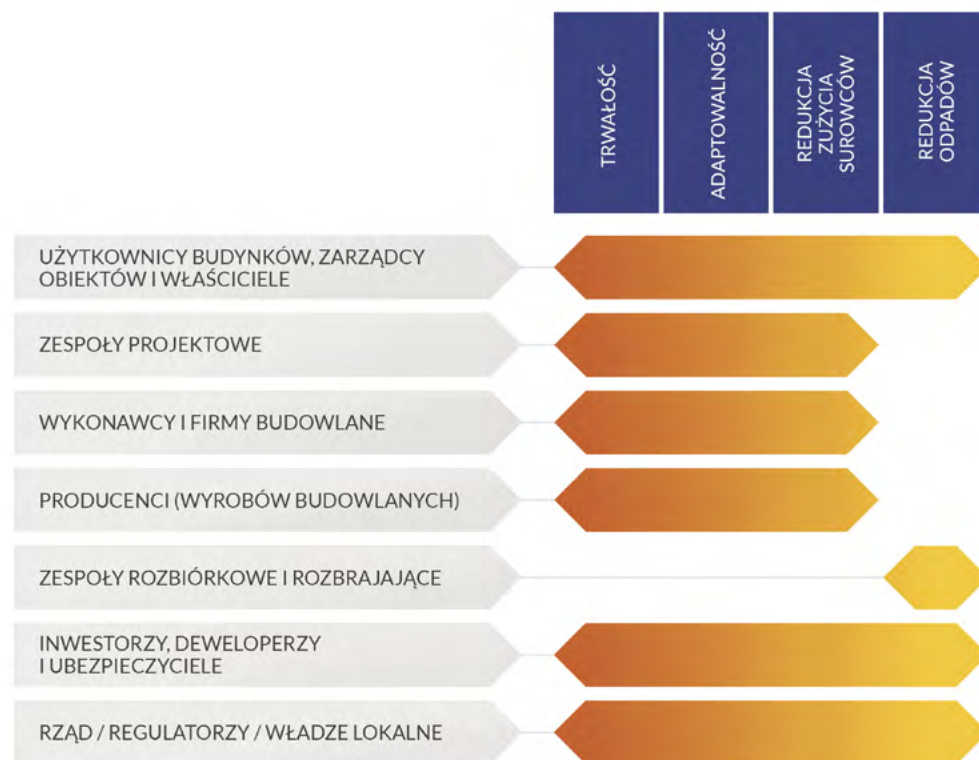 TRWAŁOŚĆ
ADAPTOWALNOŚĆ
REDUKCJA
ZUŻYCIA
SUROWCÓW
REDUKCJA
ODPADÓW
UŻYTKOWNICY BUDYNKÓW, ZARZĄDCY
OBIEKTÓW I WŁAŚCICIELE
ZESPOŁY PROJEKTOWE
WYKONAWCY I FIRMY BUDOWLANE
PRODUCENCI (WYROBÓW BUDOWLANYCH)
ZESPOŁY ROZBIÓRKOWE I ROZBRAJAJĄCE
INWESTORZY, DEWELOPERZY
I UBEZPIECZYCIELE
RZĄD / REGULATORZY / WŁADZE LOKALNE